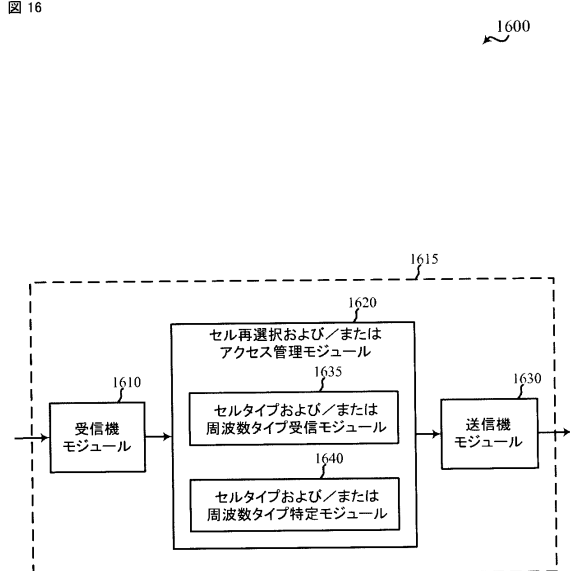 図 16
1600
1615
1620
セル再選択および／または
アクセス管理モジュール
1610
受信機
モジュール
1635
セルタイプおよび／または
周波数タイプ受信モジュール
1640
セルタイプおよび／または
周波数タイプ特定モジュール
1630
送信機
モジュール